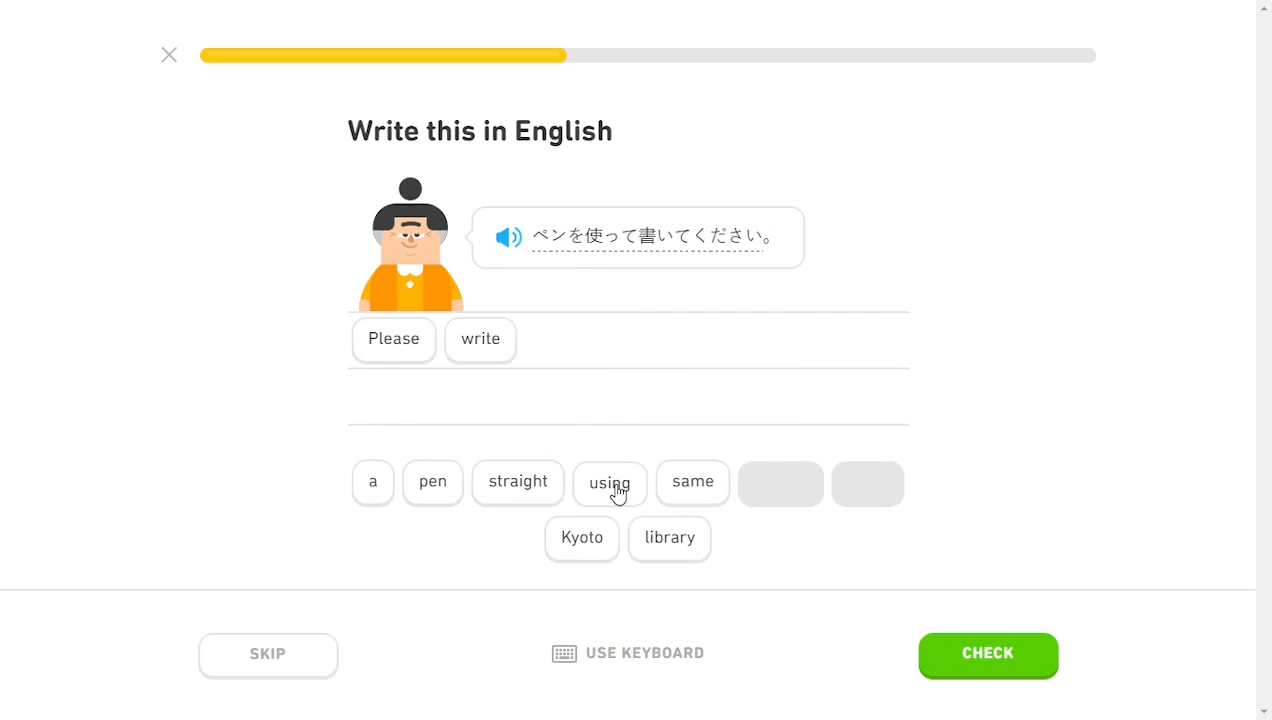 Write this in English
ペンを使って書いてください。
Please write
a pen straight using same
Kyoto library
SKIP USE KEYBOARD CHECK